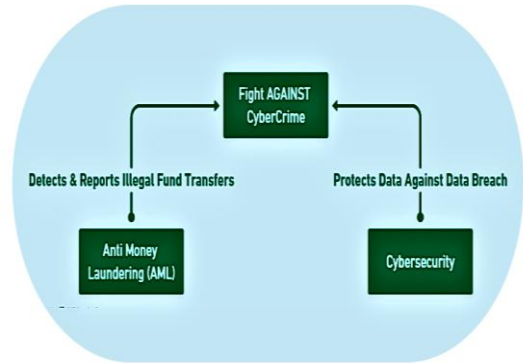 Fight AGAINST
CyberCrime
Detects & Reports Illegal Fund Transfers
Protects Data Against Data Breach
Anti Money
Laundering (AML)
Cybersecurity